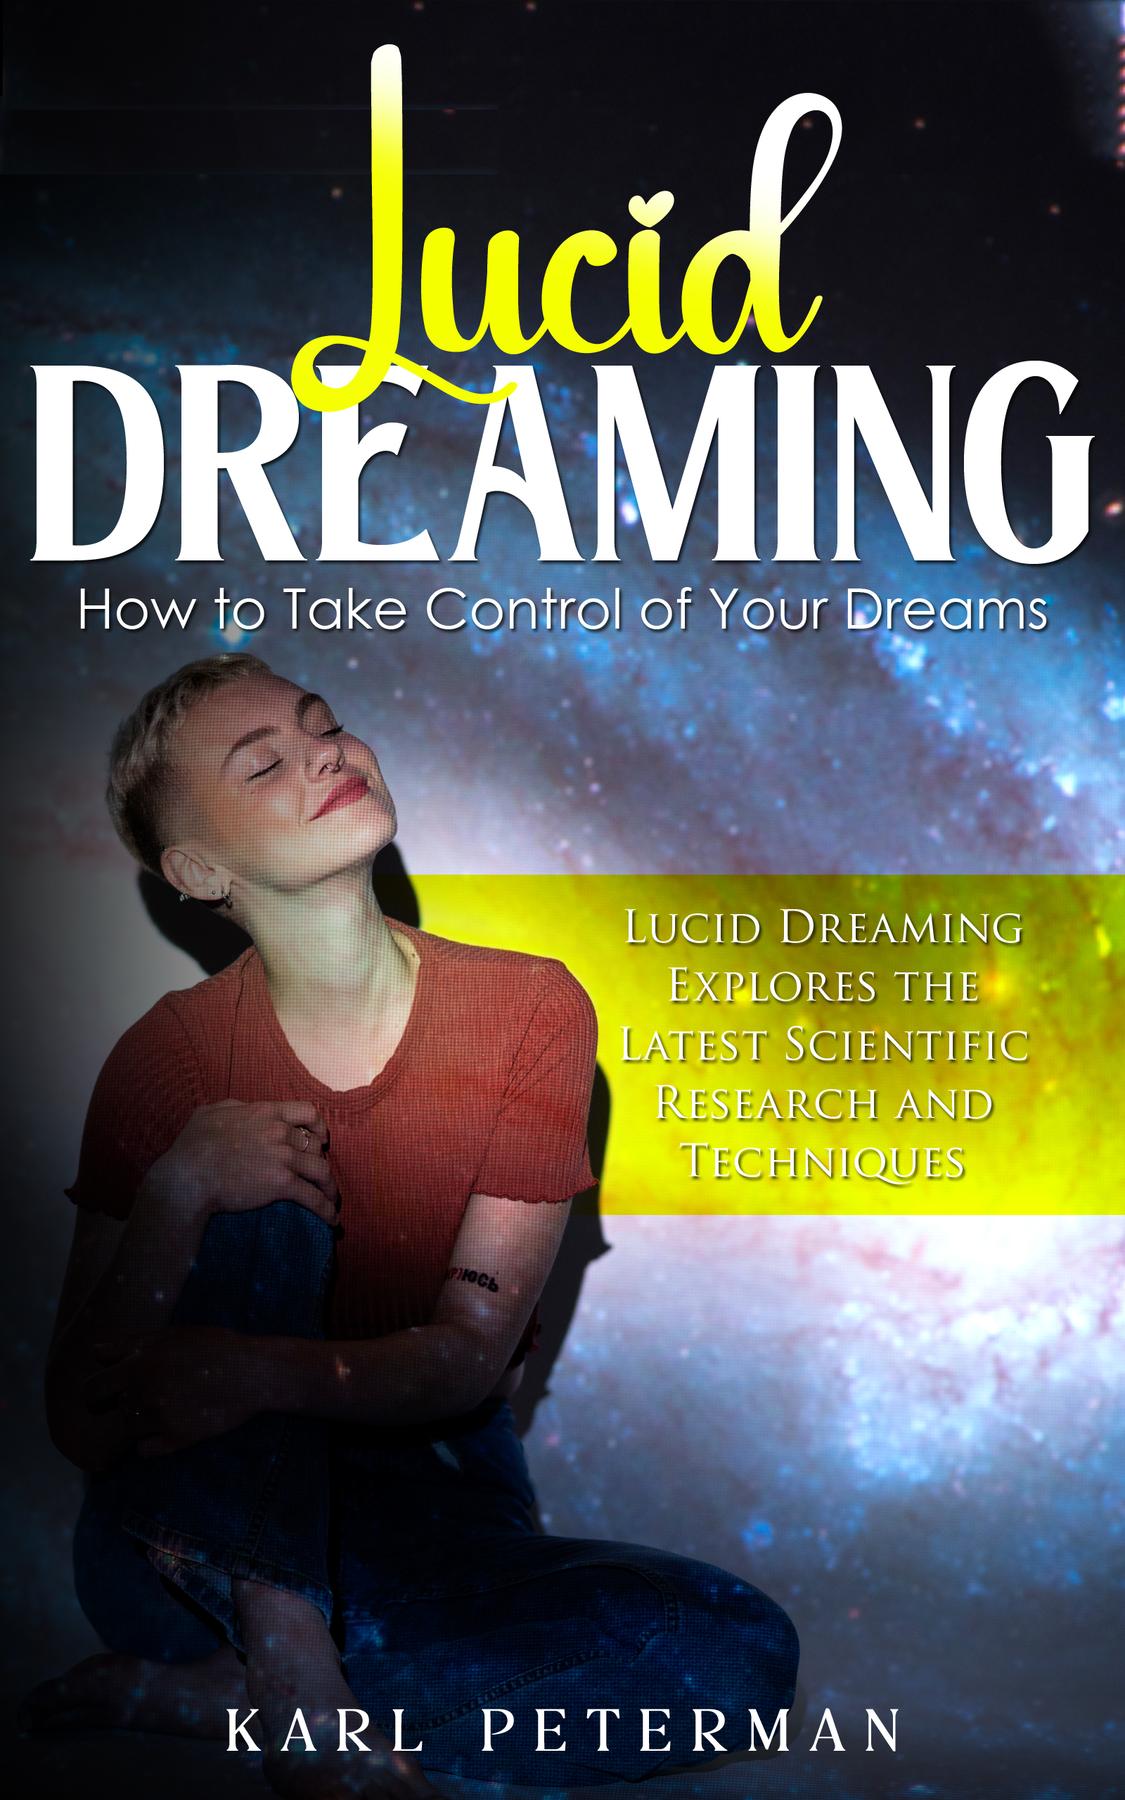 Lucid
DREAMING
How to Take Control of Your Dreams
Lucid Dreaming
Explores the
Latest Scientific
Research and
Techniques
KARL PETERMAN